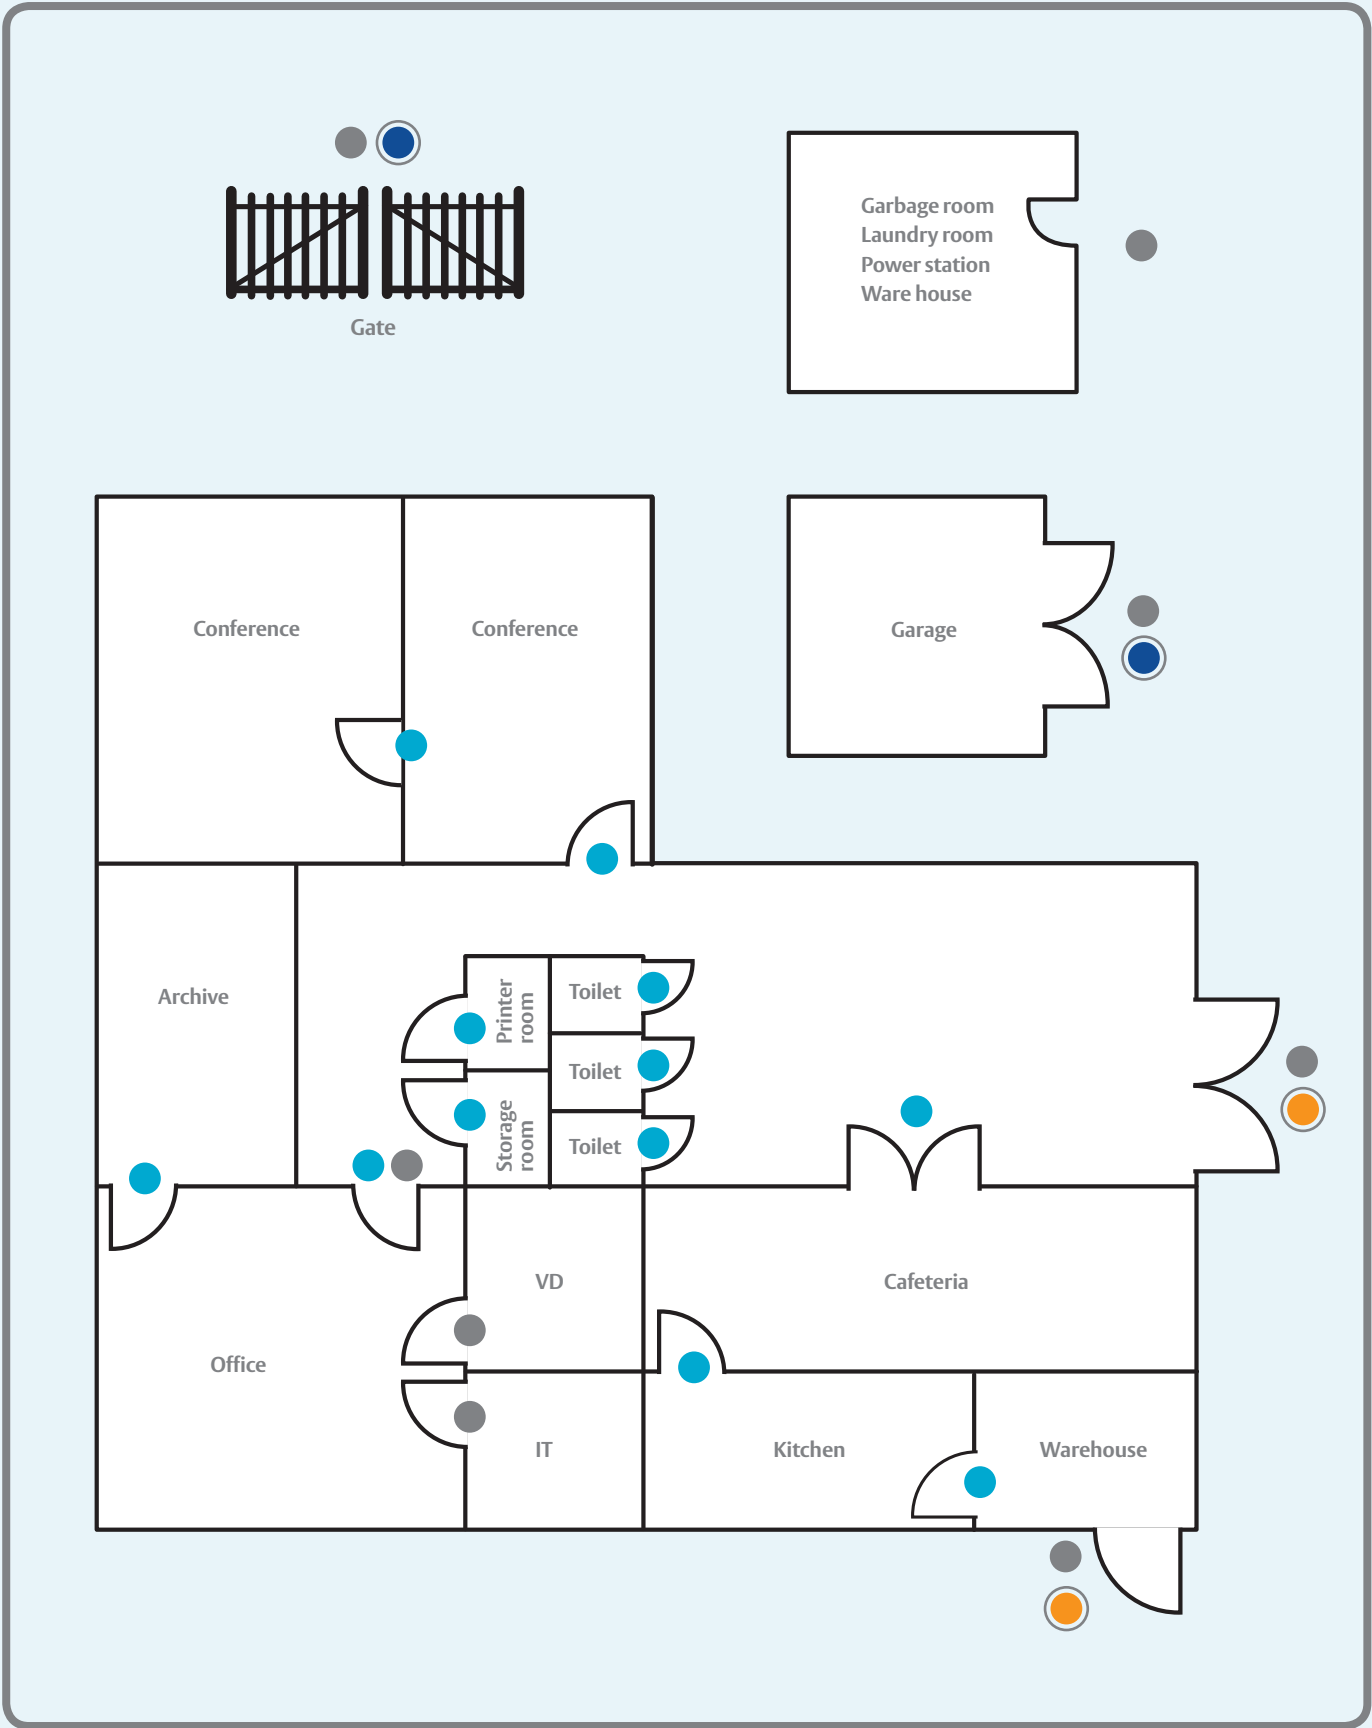 Garbage room
Laundry room
Power station
Ware house
Gate
Conference
Conference
Garage
Archive
Printer
room
Toilet
Toilet
Storage
room
Toilet
VD
Cafeteria
Office
IT
Kitchen
Warehouse